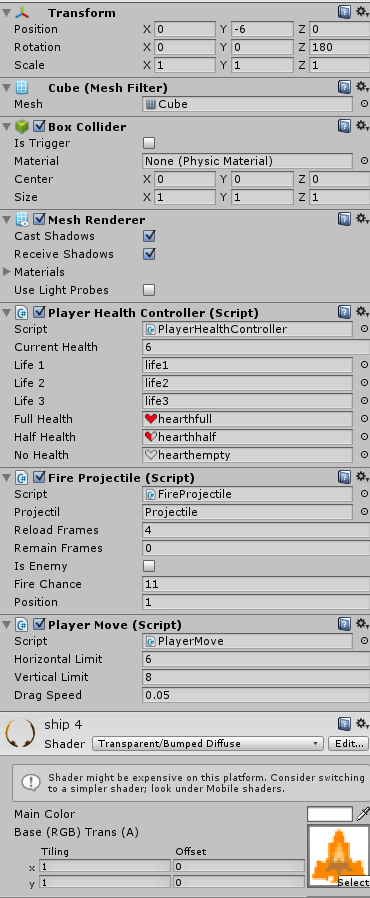 Transform
Position X 0 Y -6 Z 0
Rotation X 0 Y 0 Z 180
Scale X 1 Y 1 Z 1
Cube (Mesh Filter)
Mesh Cube
Box Collider
Is Trigger
Material None (Physic Material)
Center X 0 Y 0 Z 0
Size X 1 Y 1 Z 1
Mesh Renderer
Cast Shadows
Receive Shadows
Materials
Use Light Probes
Player Health Controller (Script)
Script PlayerHealthController
Current Health 6
Life 1 life1
Life 2 life2
Life 3 life3
Full Health hearthfull
Half Health hearthhalf
No Health hearthempty
Fire Projectile (Script)
Script FireProjectile
Projectil Projectile
Reload Frames 4
Remain Frames 0
Is Enemy
Fire Chance 11
Position 1
Player Move (Script)
Script PlayerMove
Horizontal Limit 6
Vertical Limit 8
Drag Speed 0.05
ship 4
Shader Transparent/Bumped Diffuse Edit...
Shader might be expensive on this platform. Consider switching
to a simpler shader; look under Mobile shaders.
Main Color
Base (RGB) Trans (A)
Tiling Offset
x 1 0
y 1 0
Select